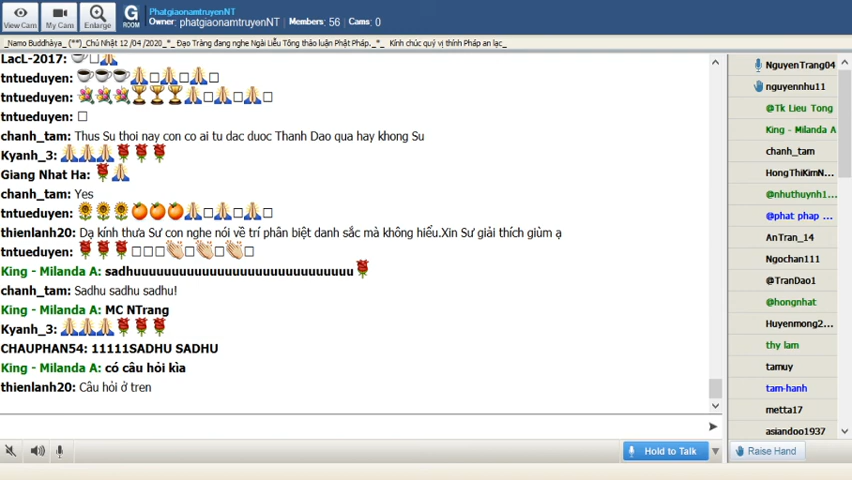 View Cam
My Cam
Enlarge
G
ROOM
PhatgiaonamtruyenNT
Owner: phatgiaonamtruyenNT Members: 56 Cams: 0
_Namo Buddhàya_ (**)_Chủ Nhật 12 /04 /2020_*_ Đạo Tràng đang nghe Ngài Liễu Tông thảo luận Phật Pháp._*_ Kính chúc quý vị thính Pháp an lạc_
LacL-2017:
tntueduyen:
tntueduyen:
tntueduyen:
chanh_tam: Thus Su thoi nay con co ai tu dac duoc Thanh Dao qua hay khong Su
Kyanh_3:
Giang Nhat Ha:
chanh_tam: Yes
tntueduyen:
thienlanh20: Dạ kính thưa Sư con nghe nói về trí phân biệt danh sắc mà không hiểu.Xin Sư giải thích giùm ạ
tntueduyen:
King - Milanda A: sadhuuuuuuuuuuuuuuuuuuuuuuuuuuuuu
chanh_tam: Sadhu sadhu sadhu!
King - Milanda A: MC NTrang
Kyanh_3:
CHAUPHAN54: 11111SADHU SADHU
King - Milanda A: có câu hỏi kìa
thienlanh20: Câu hỏi ở tren
NguyenTrang04
nguyennhu11
@Tk Lieu Tong
King - Milanda A
chanh_tam
HongThiKimN...
@nhuthuynh1...
@phat phap ...
AnTran_14
Ngochan111
@TranDao1
@hongnhat
Huyenmong2...
thy lam
tamuy
tam-hanh
metta17
asiandoo1937
Hold to Talk
Raise Hand